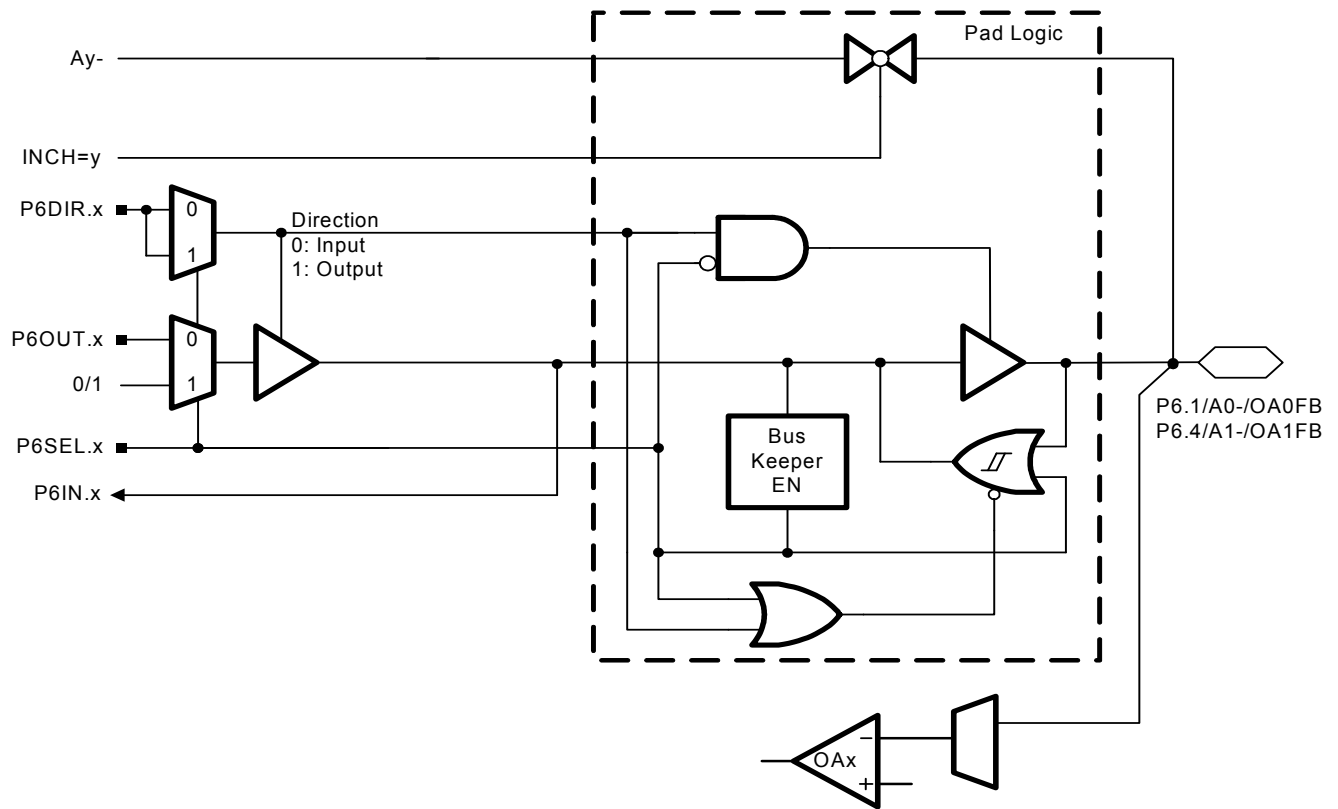 Pad Logic
Ay-
INCH=y
P6DIR.x
0
1
Direction
0: Input
1: Output
P6OUT.x
0
0/1
1
P6SEL.x
P6IN.x
Bus
Keeper
EN
P6.1/A0-/OA0FB
P6.4/A1-/OA1FB
OAx
−
+